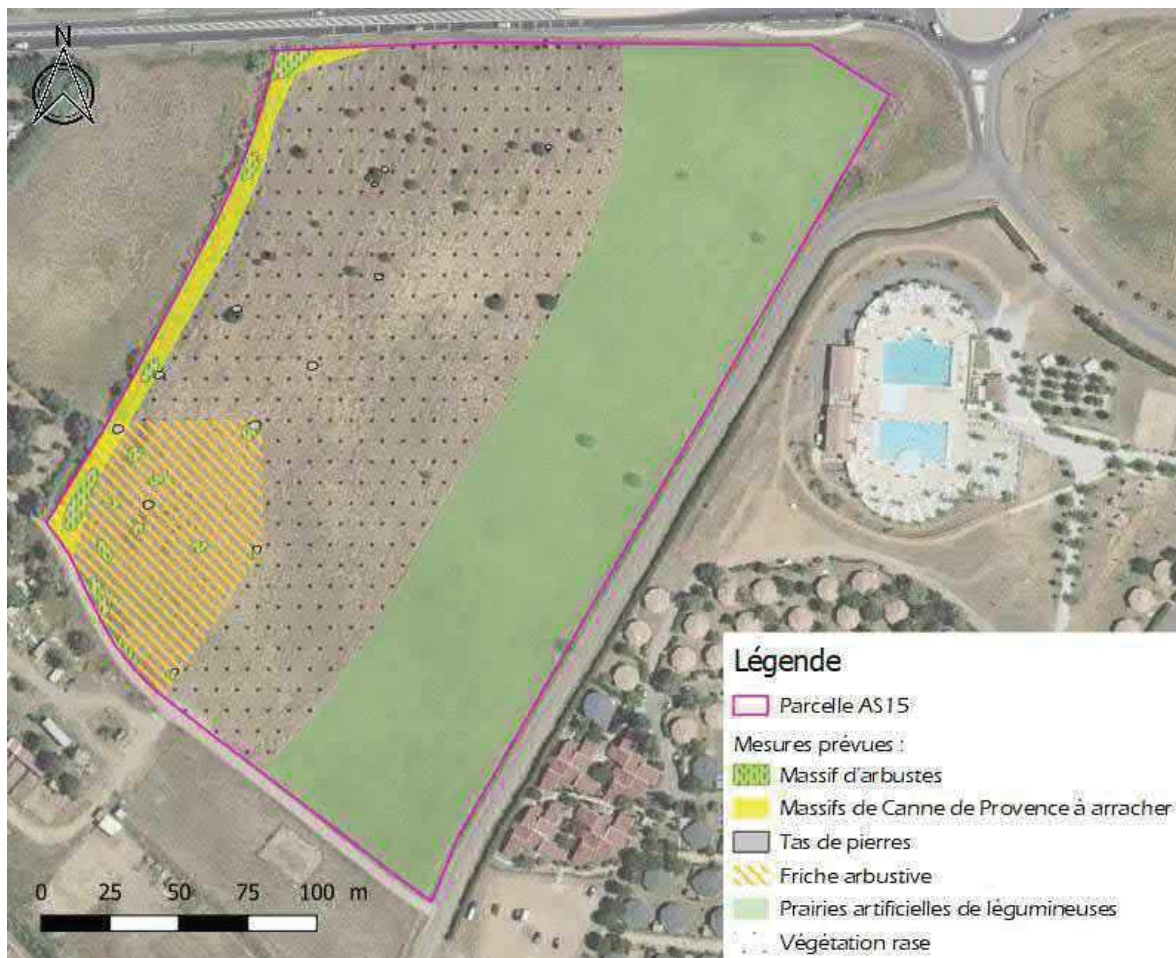 N
Légende
Parcelle AS15
Mesures prévues :
Massif d'arbustes
Massifs de Canne de Provence à arracher
Tas de pierres
Friche arbustive
Prairies artificielles de légumineuses
Végétation rase
0 25 50 75 100 m